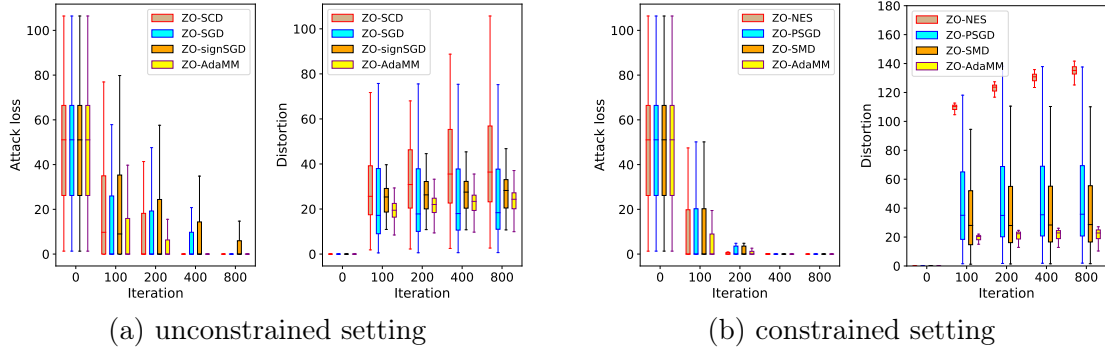 ZO-SCD
ZO-SGD
ZO-signSGD
ZO-AdaMM
100
80
60
40
20
0
Attack loss
0 100 200 400 800
Iteration
ZO-SCD
ZO-SGD
ZO-signSGD
ZO-AdaMM
100
80
60
40
20
0
Distortion
0 100 200 400 800
Iteration
(a) unconstrained setting
ZO-NES
ZO-PSGD
ZO-SMD
ZO-AdaMM
100
80
60
40
20
0
Attack loss
0 100 200 400 800
Iteration
ZO-NES
ZO-PSGD
ZO-SMD
ZO-AdaMM
180
160
140
120
100
80
60
40
20
0
Distortion
0 100 200 400 800
Iteration
(b) constrained setting